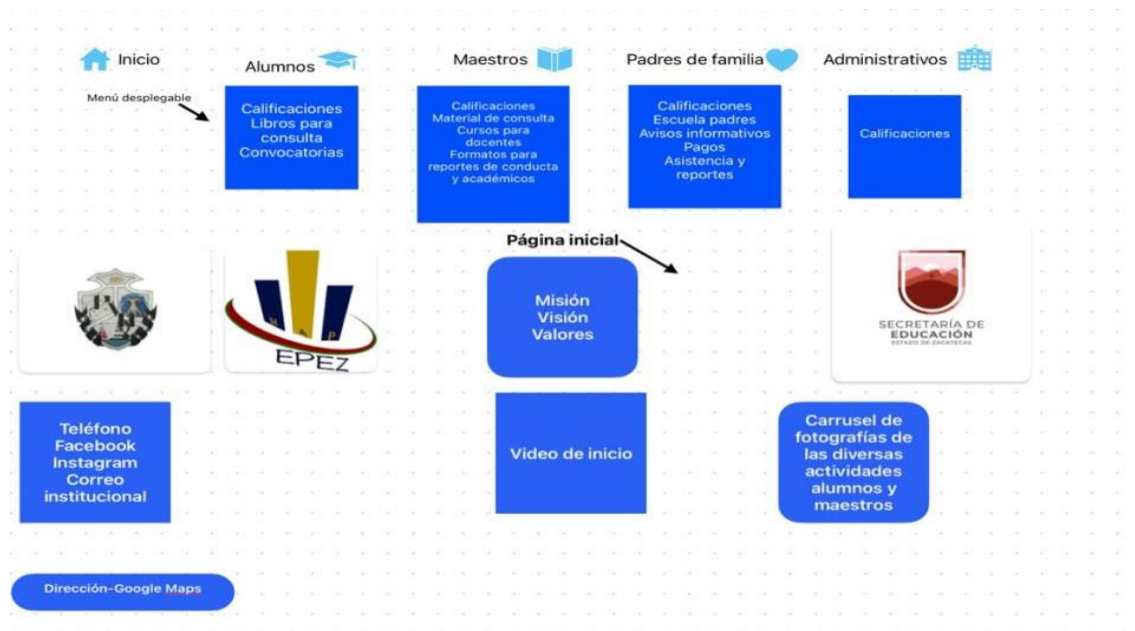 Inicio
Alumnos
Maestros
Padres de familia
Administrativos
Menú desplegable
Calificaciones
Libros para
consulta
Convocatorias
Calificaciones
Material de consulta
Cursos para
docentes
Formatos para
reportes de conducta
y académicos
Calificaciones
Escuela padres
Avisos informativos
Pagos
Asistencia y
reportes
Calificaciones
Página inicial
M A P
EPEZ
Misión
Visión
Valores
SECRETARÍA DE
EDUCACIÓN
ESTADO DE ZACATECAS
Teléfono
Facebook
Instagram
Correo
institucional
Video de inicio
Carrusel de
fotografías de
las diversas
actividades
alumnos y
maestros
Dirección-Google Maps